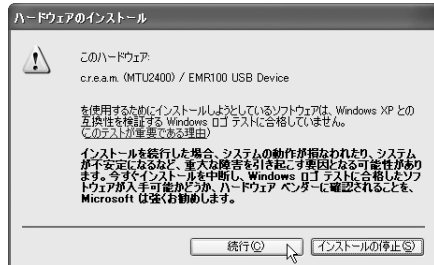 ハードウェアのインストール
このハードウェア:
c.r.e.a.m. (MTU2400) / EMR100 USB Device
を使用するためにインストールしようとしているソフトウェアは、Windows XP との
互換性を検証する Windows ロゴ テストに合格していません。
(このテストが重要である理由)
インストールを続行した場合、システムの動作が損なわれたり、システム
が不安定になるなど、重大な障害を引き起こす要因となる可能性があり
ます。今すぐインストールを中断し、Windows ロゴ テストに合格したソフ
トウェアが入手可能かどうか、ハードウェア ベンダーに確認されることを、
Microsoft は強くお勧めします。
続行(C) インストールの停止(S)